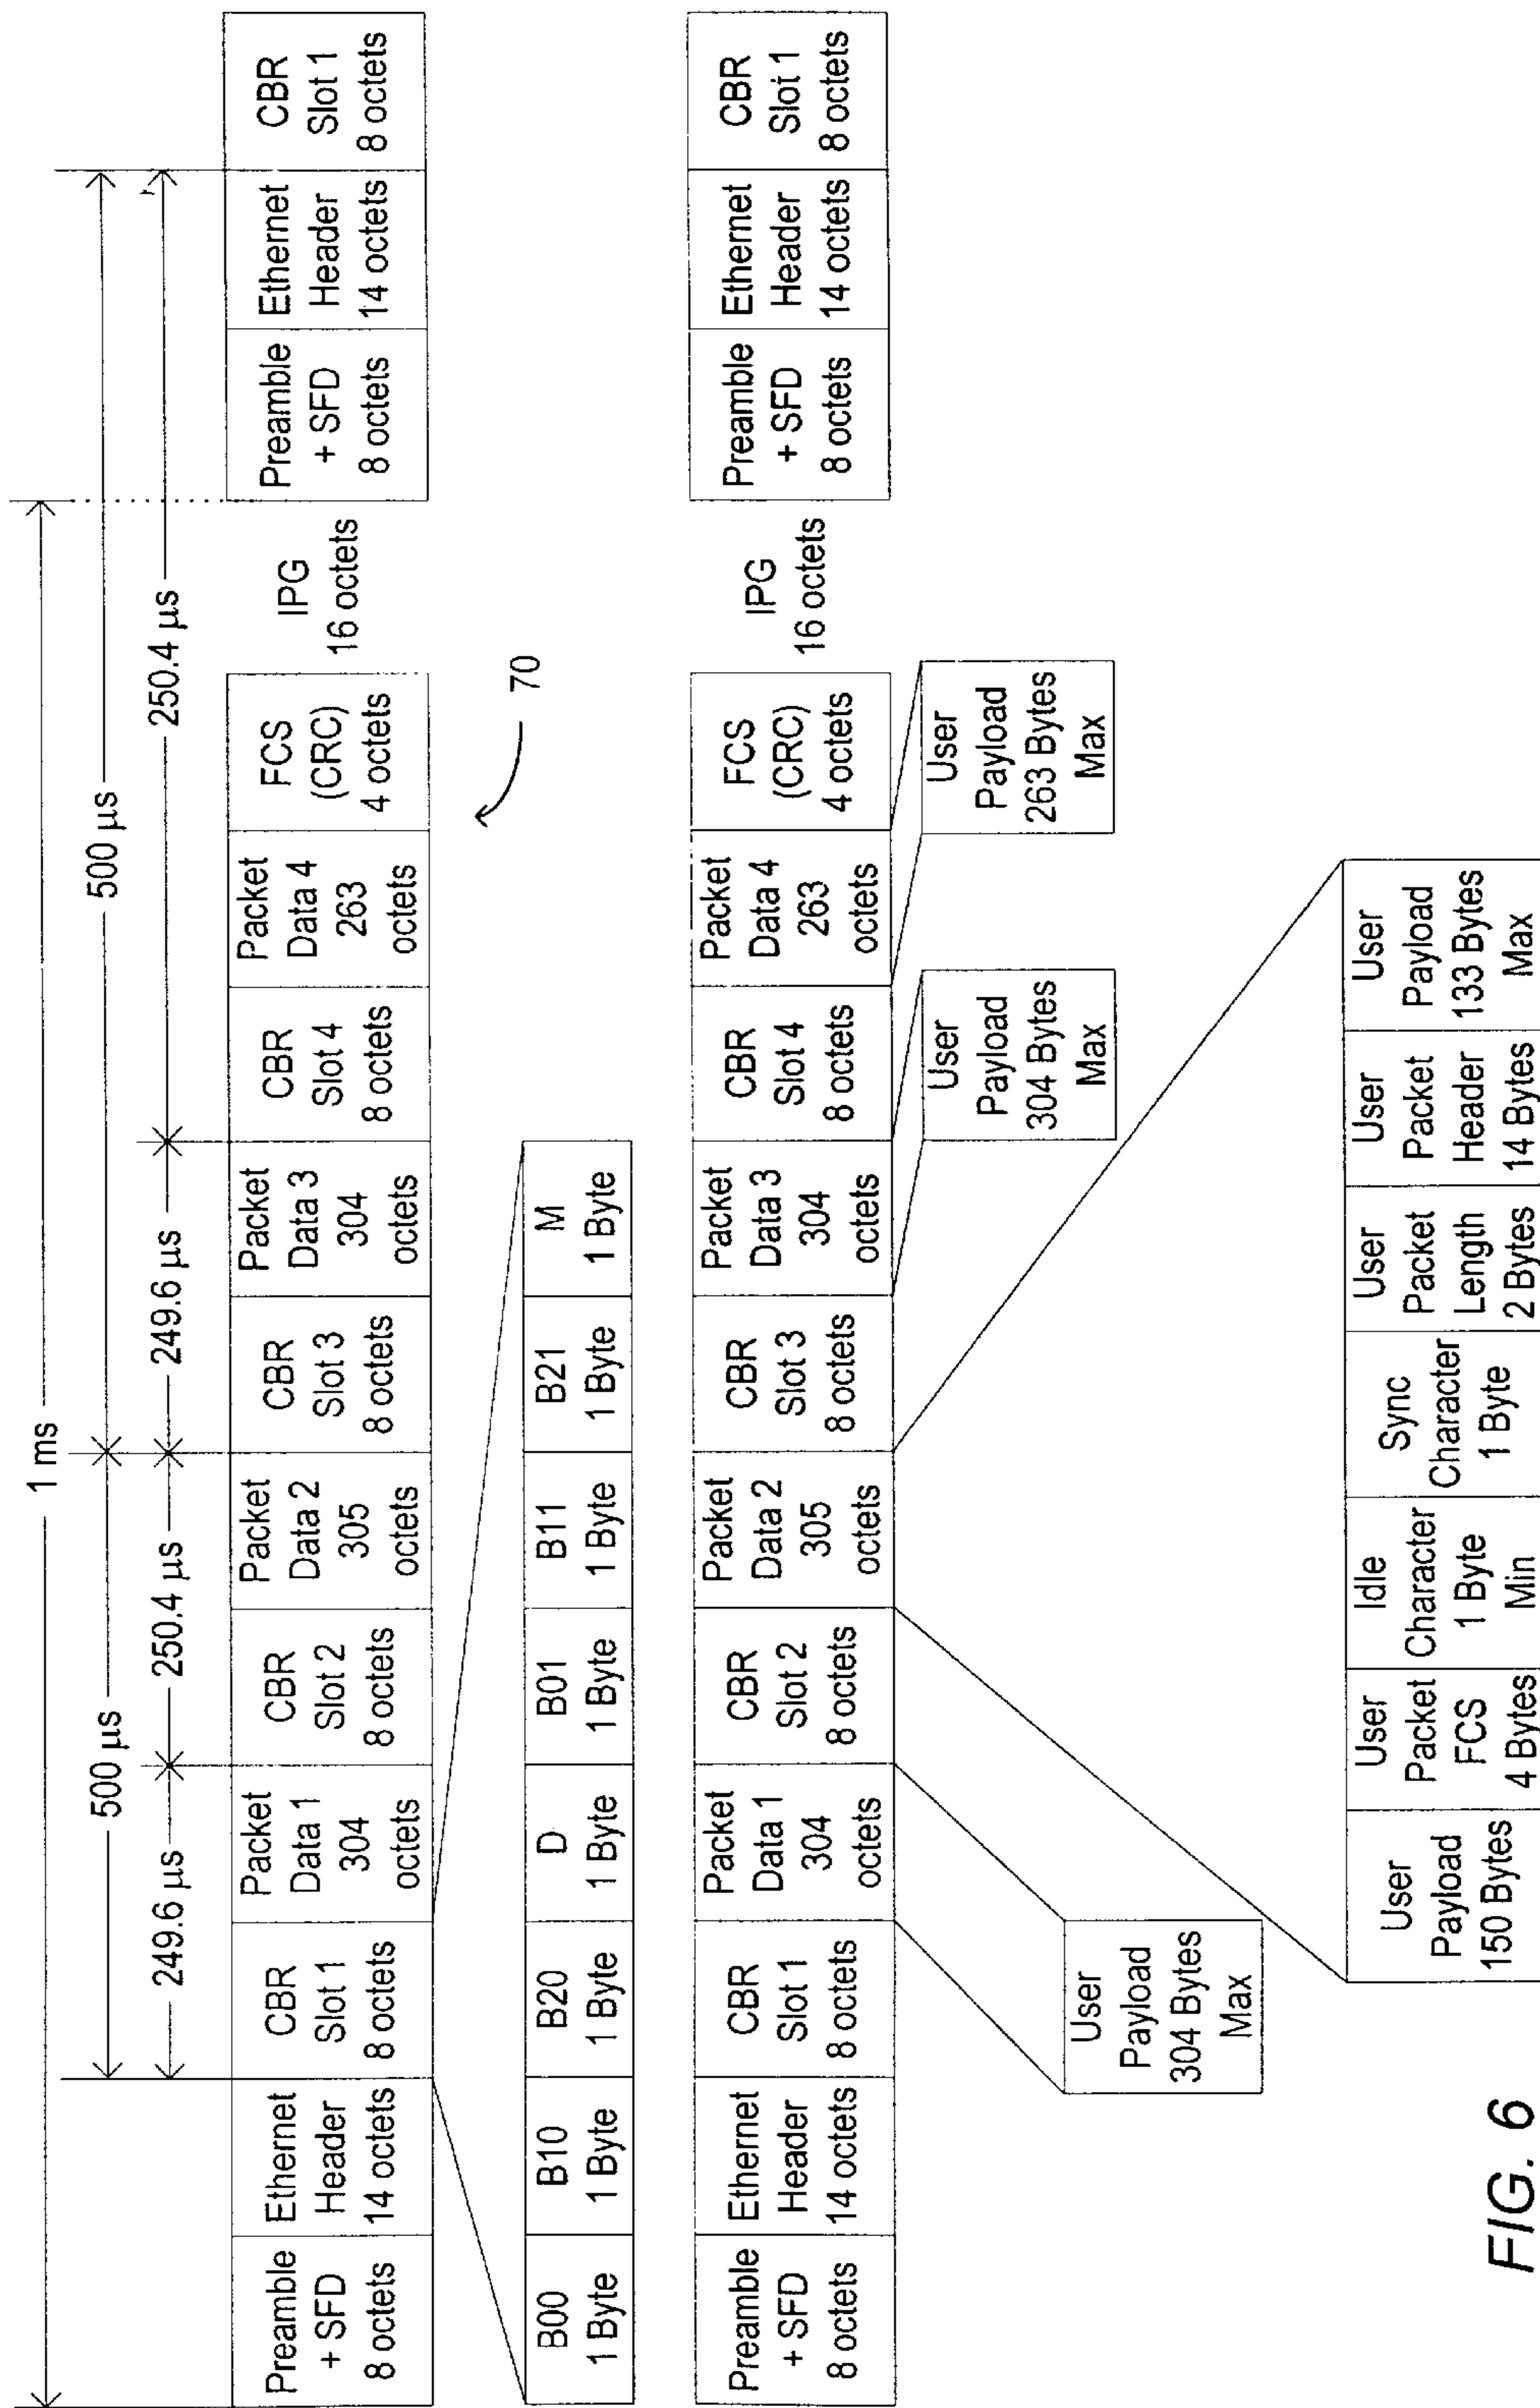 1 ms
500 µs
500 µs
249.6 µs
250.4 µs
249.6 µs
250.4 µs
Preamble
+ SFD
8 octets
Ethernet
Header
14 octets
CBR
Slot 1
8 octets
Packet
Data 1
304
octets
CBR
Slot 2
8 octets
Packet
Data 2
305
octets
CBR
Slot 3
8 octets
Packet
Data 3
304
octets
CBR
Slot 4
8 octets
Packet
Data 4
263
octets
FCS
(CRC)
4 octets
IPG
16 octets
Preamble
+ SFD
8 octets
Ethernet
Header
14 octets
CBR
Slot 1
8 octets
70
B00
1 Byte
B10
1 Byte
B20
1 Byte
D
1 Byte
B01
1 Byte
B11
1 Byte
B21
1 Byte
M
1 Byte
Preamble
+ SFD
8 octets
Ethernet
Header
14 octets
CBR
Slot 1
8 octets
Packet
Data 1
304
octets
CBR
Slot 2
8 octets
Packet
Data 2
305
octets
CBR
Slot 3
8 octets
Packet
Data 3
304
octets
CBR
Slot 4
8 octets
Packet
Data 4
263
octets
FCS
(CRC)
4 octets
IPG
16 octets
Preamble
+ SFD
8 octets
Ethernet
Header
14 octets
CBR
Slot 1
8 octets
User
Payload
304 Bytes
Max
User
Payload
304 Bytes
Max
User
Payload
263 Bytes
Max
User
Payload
150 Bytes
User
Packet
FCS
4 Bytes
Idle
Character
1 Byte
Min
Sync
Character
1 Byte
User
Packet
Length
2 Bytes
User
Packet
Header
14 Bytes
User
Payload
133 Bytes
Max
FIG. 6